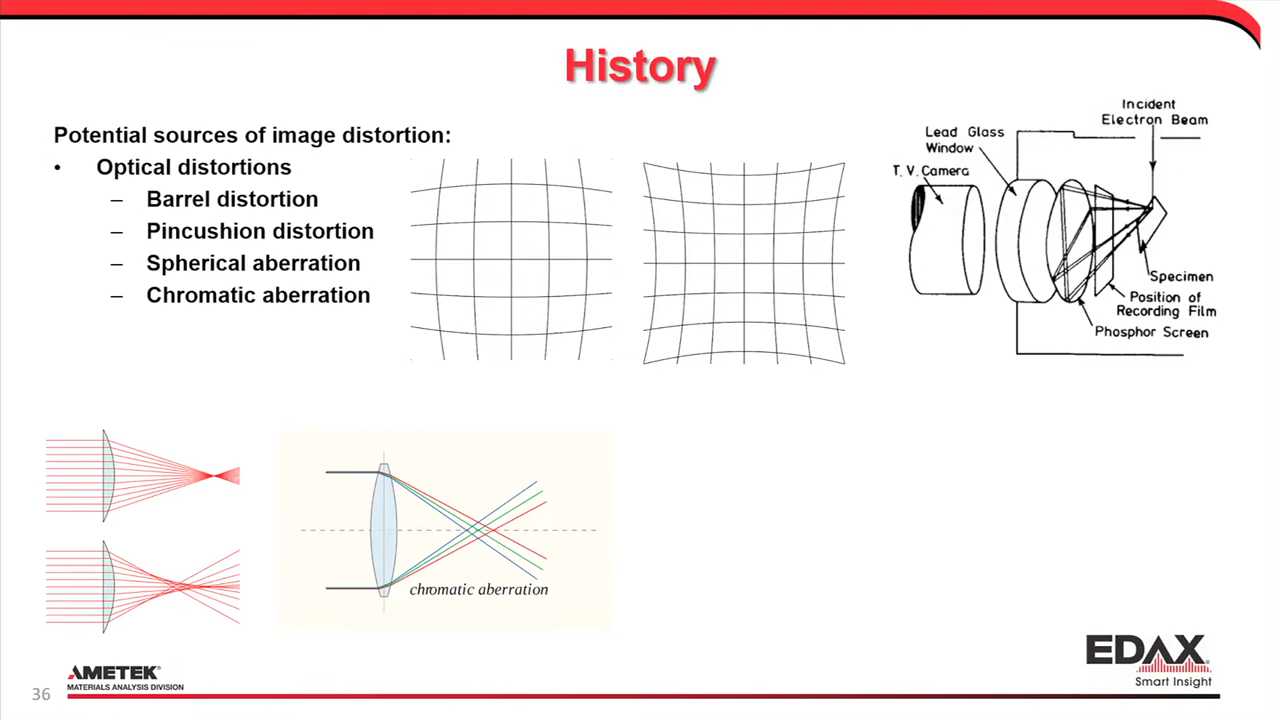 History
Potential sources of image distortion:
• Optical distortions
– Barrel distortion
– Pincushion distortion
– Spherical aberration
– Chromatic aberration
Incident
Electron Beam
Lead Glass
Window
T. V. Camera
Specimen
Position of
Recording Film
Phosphor Screen
chromatic aberration
36
AMETEK®
MATERIALS ANALYSIS DIVISION
EDAX®
Smart Insight